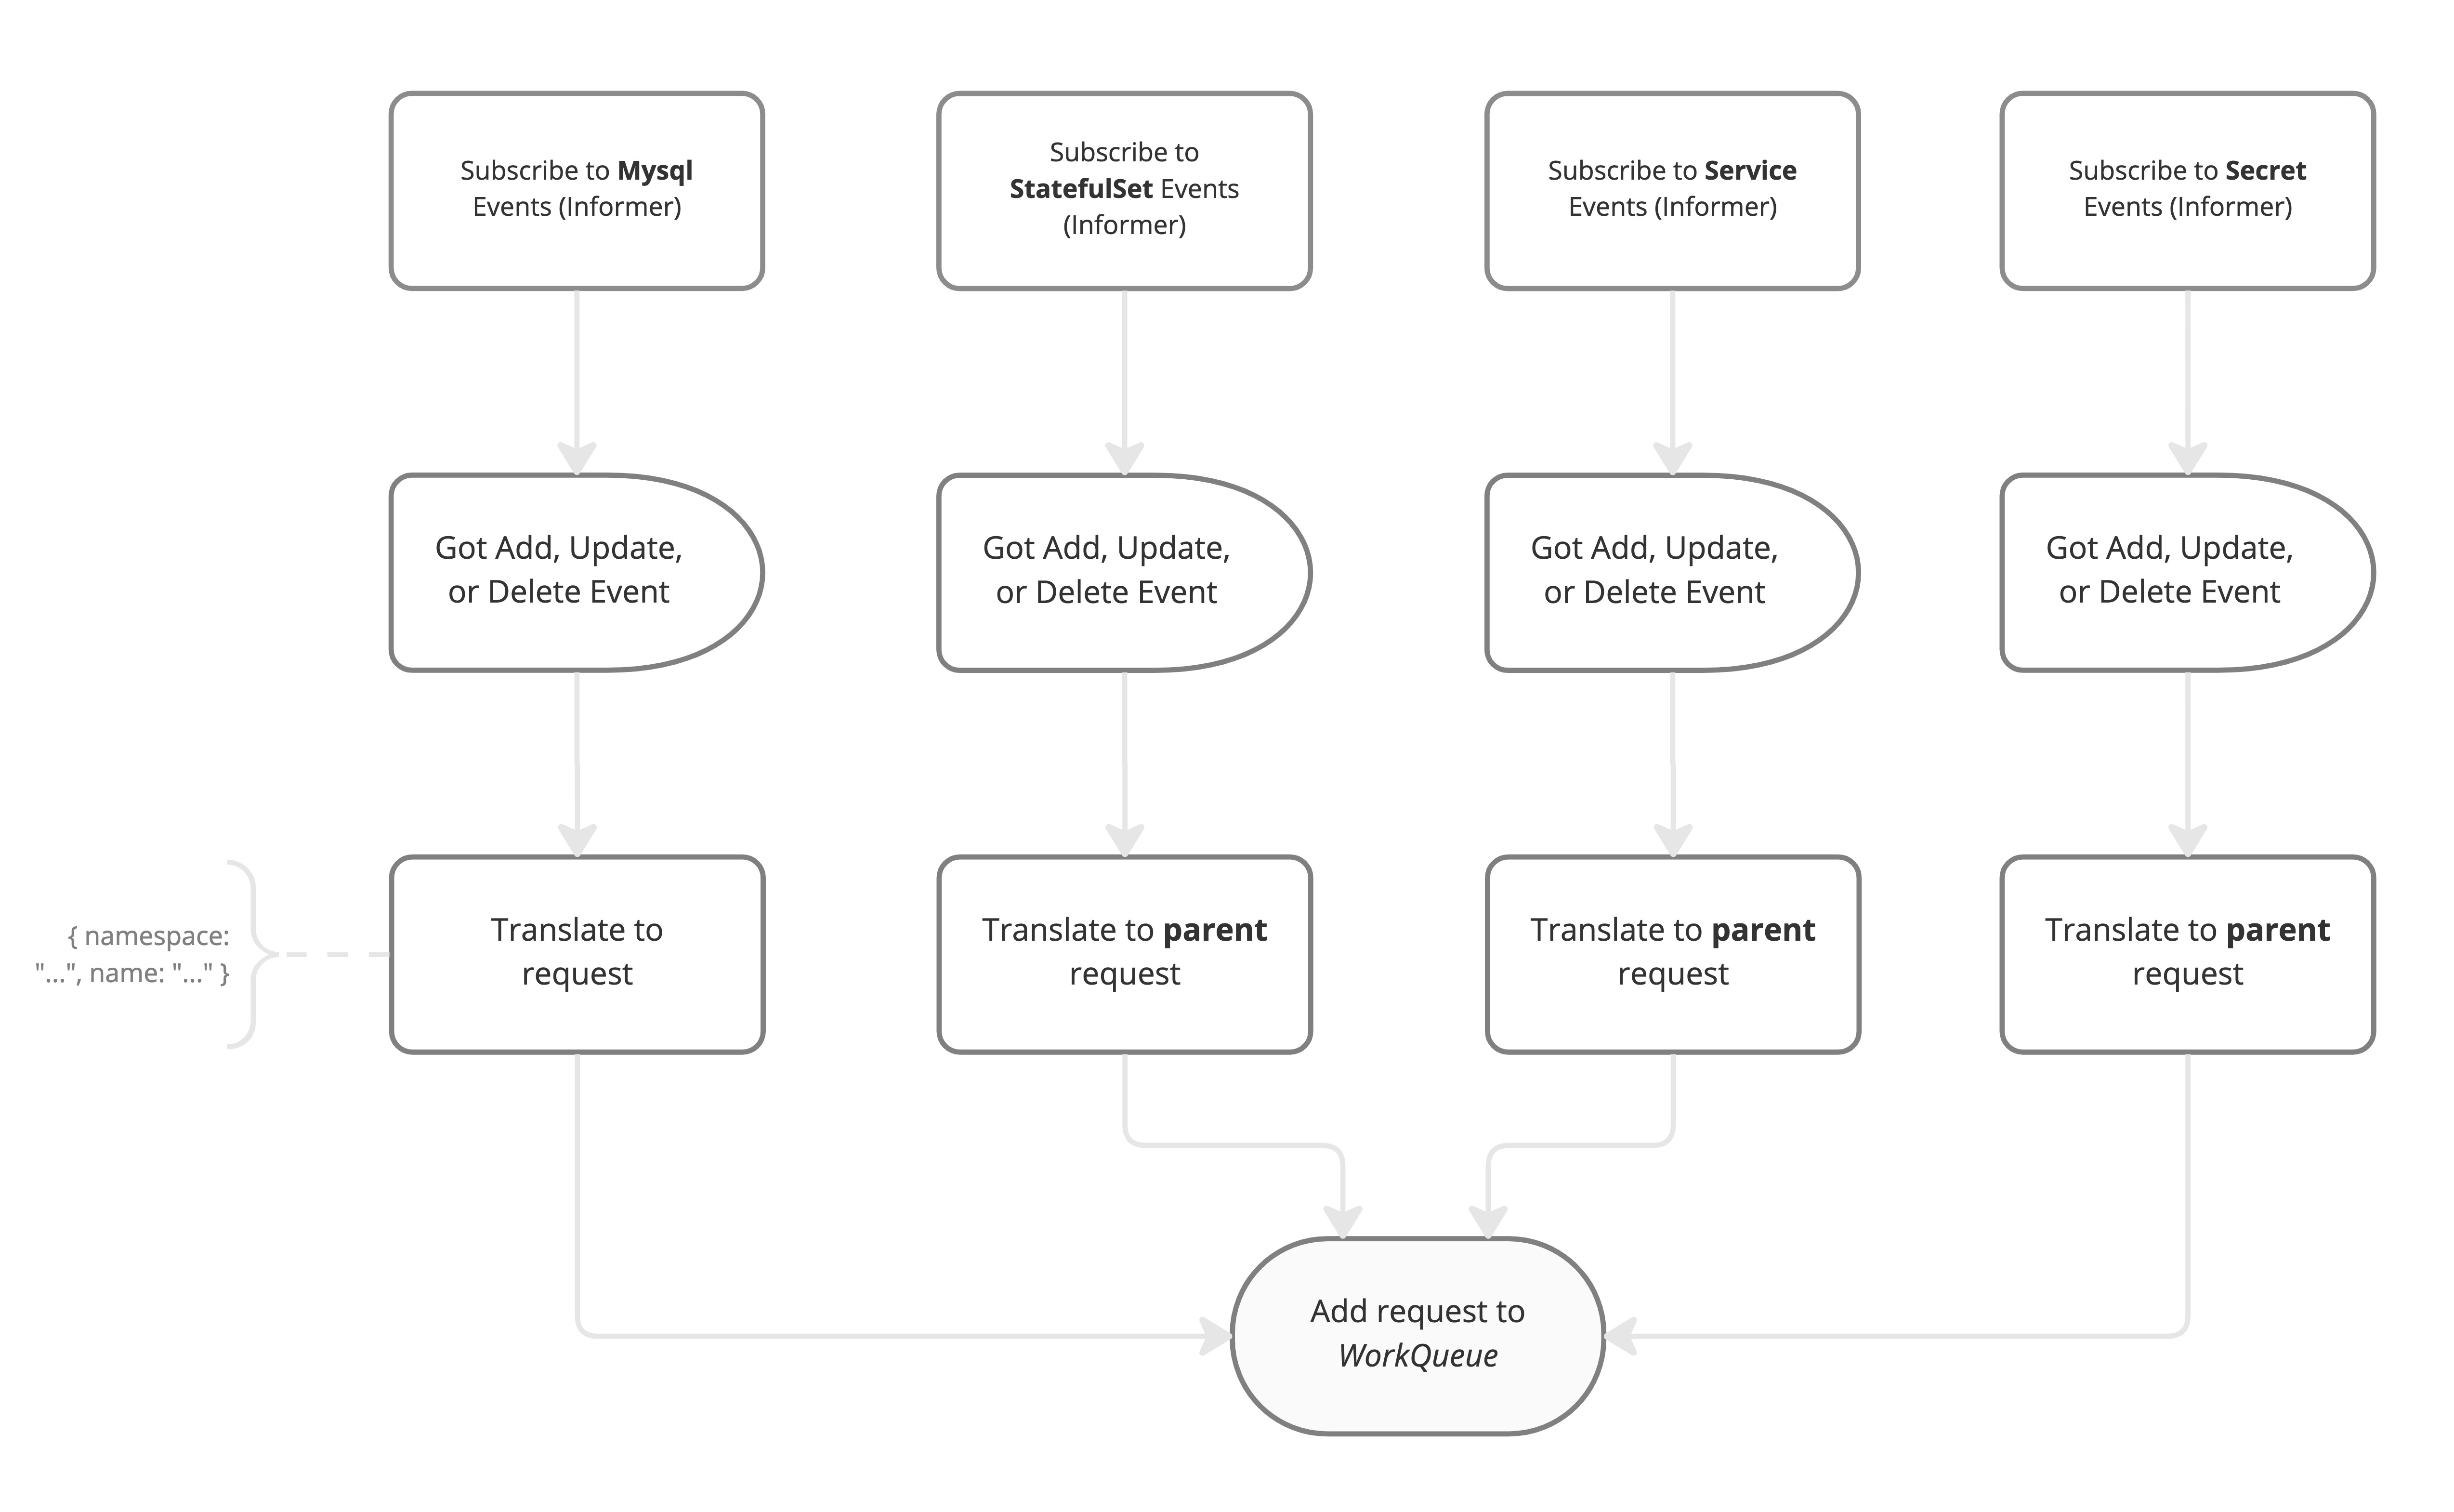 Subscribe to Mysql
Events (Informer)
Subscribe to
StatefulSet Events
(Informer)
Subscribe to Service
Events (Informer)
Subscribe to Secret
Events (Informer)
Got Add, Update,
or Delete Event
Got Add, Update,
or Delete Event
Got Add, Update,
or Delete Event
Got Add, Update,
or Delete Event
{ namespace:
"...", name: "..." }
Translate to
request
Translate to parent
request
Translate to parent
request
Translate to parent
request
Add request to
WorkQueue